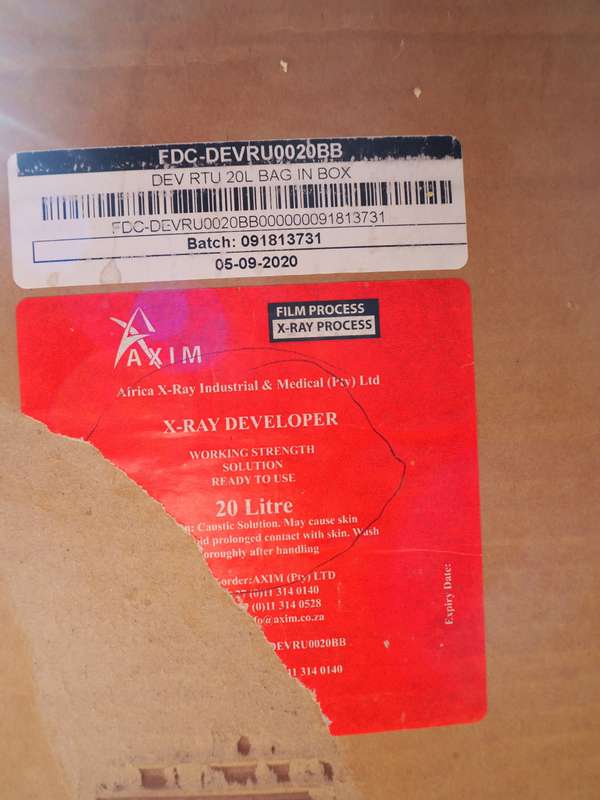 FDC-DEVRU0020BB
DEV RTU 20L BAG IN BOX
FDC-DEVRU0020BB000000091813731
Batch: 091813731
05-09-2020
AXIM
FILM PROCESS
X-RAY PROCESS
Africa X-Ray Industrial & Medical (Pty) Ltd
X-RAY DEVELOPER
WORKING STRENGTH
SOLUTION
READY TO USE
20 Litre
Caustic Solution. May cause skin
prolonged contact with skin. Wash
after handling
AXIM (Pty) LTD
(0)11 314 0140
(0)11 314 0528
@axim.co.za
DEVRU0020BB
11 314 0140
Expiry Date: